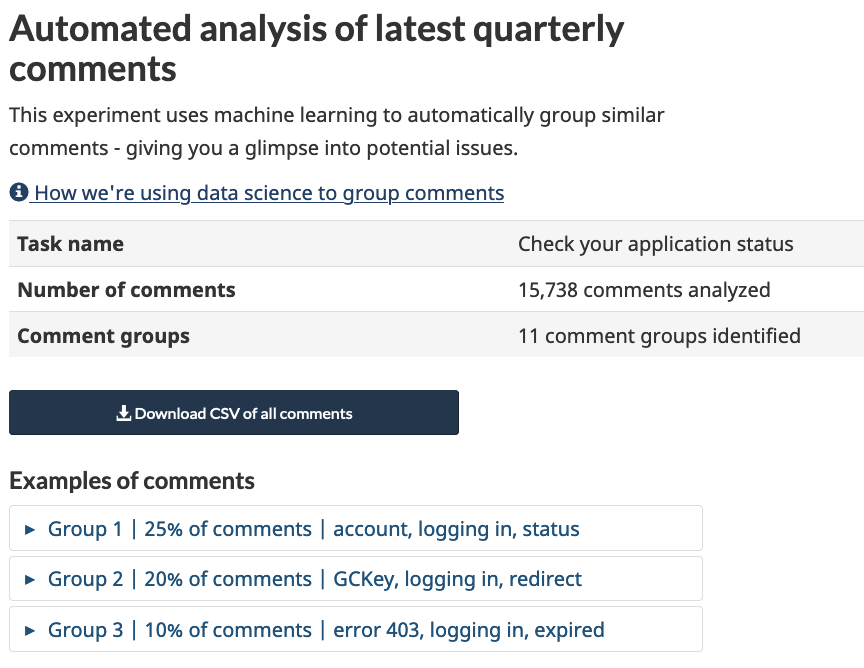 Automated analysis of latest quarterly
comments
This experiment uses machine learning to automatically group similar
comments - giving you a glimpse into potential issues.
How we're using data science to group comments
Task name Check your application status
Number of comments 15,738 comments analyzed
Comment groups 11 comment groups identified
Download CSV of all comments
Examples of comments
Group 1 | 25% of comments | account, logging in, status
Group 2 | 20% of comments | GCKey, logging in, redirect
Group 3 | 10% of comments | error 403, logging in, expired